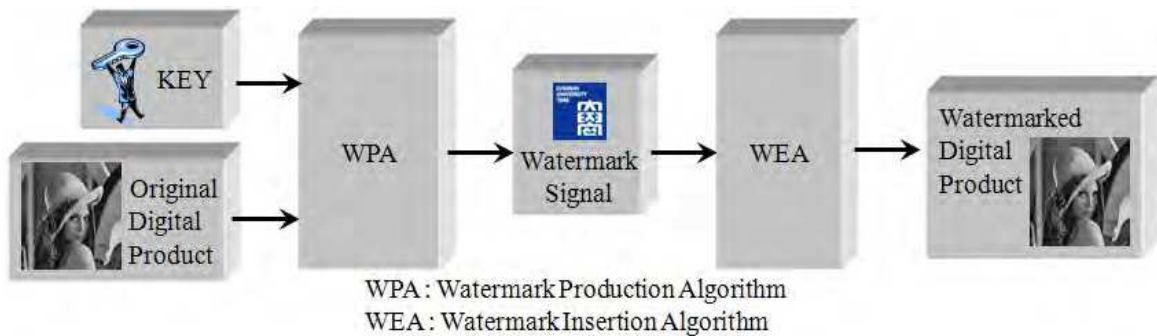 KEY
Original
Digital
Product
WPA
Watermark
Signal
WEA
Watermarked
Digital
Product
WPA : Watermark Production Algorithm
WEA : Watermark Insertion Algorithm